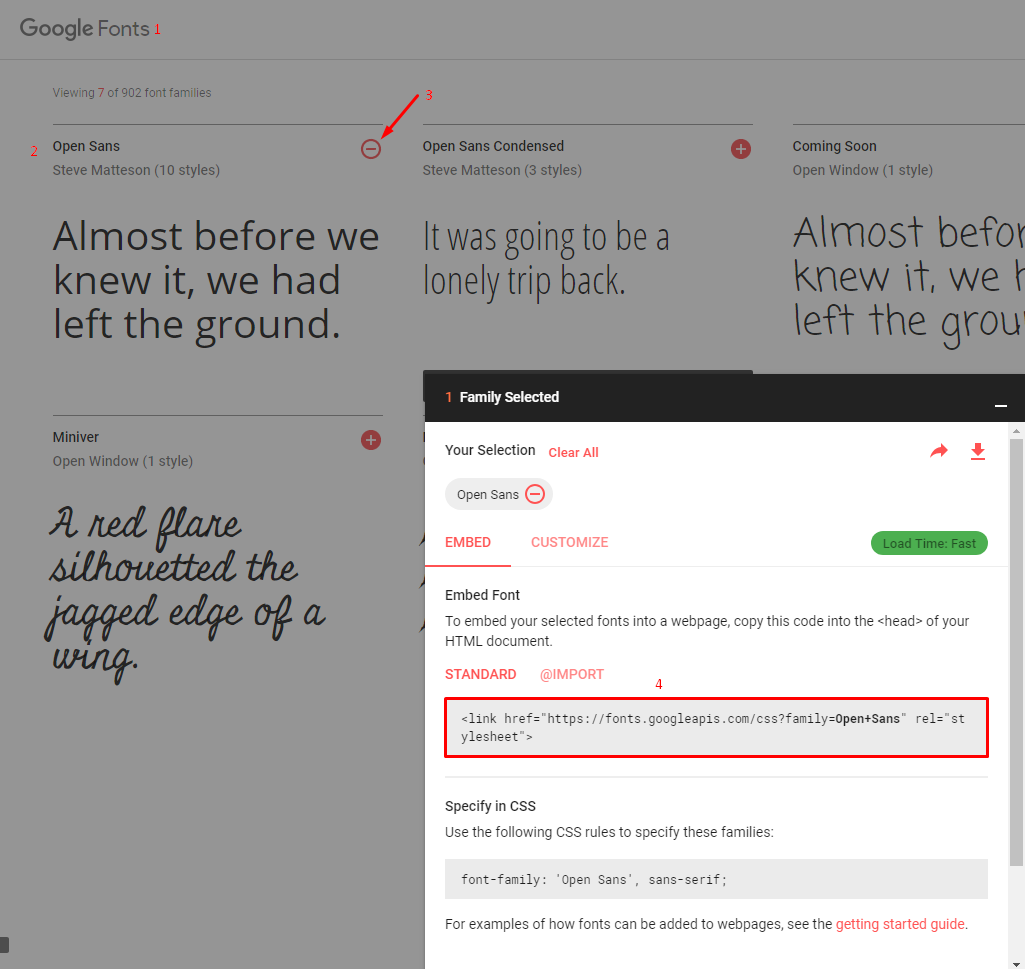 Google Fonts 1
Viewing 7 of 902 font families
3
2 Open Sans
Steve Matteson (10 styles)
Almost before we
knew it, we had
left the ground.
Open Sans Condensed
Steve Matteson (3 styles)
It was going to be a
lonely trip back.
Coming Soon
Open Window (1 style)
Almost befor
knew it, we h
left the grou
Miniver
Open Window (1 style)
A red flare
silhouetted the
jagged edge of a
wing.
1 Family Selected
Your Selection Clear All
Open Sans
EMBED CUSTOMIZE Load Time: Fast
Embed Font
To embed your selected fonts into a webpage, copy this code into the <head> of your
HTML document.
STANDARD @IMPORT
4
<link href="https://fonts.googleapis.com/css?family=Open+Sans" rel="st
ylesheet">
Specify in CSS
Use the following CSS rules to specify these families:
font-family: 'Open Sans', sans-serif;
For examples of how fonts can be added to webpages, see the getting started guide.